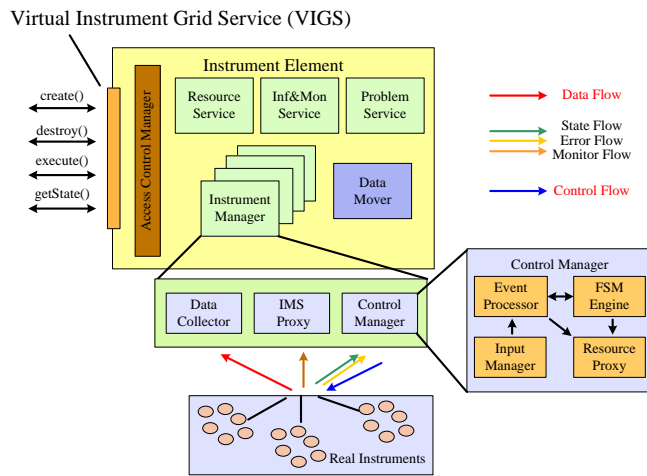 Virtual Instrument Grid Service (VIGS)
Instrument Element
create()
destroy()
execute()
getState()
Access Control Manager
Resource
Service
Inf&Mon
Service
Problem
Service
Instrument
Manager
Data
Mover
Data Flow
State Flow
Error Flow
Monitor Flow
Control Flow
Data
Collector
IMS
Proxy
Control
Manager
Control Manager
Event
Processor
FSM
Engine
Input
Manager
Resource
Proxy
Real Instruments